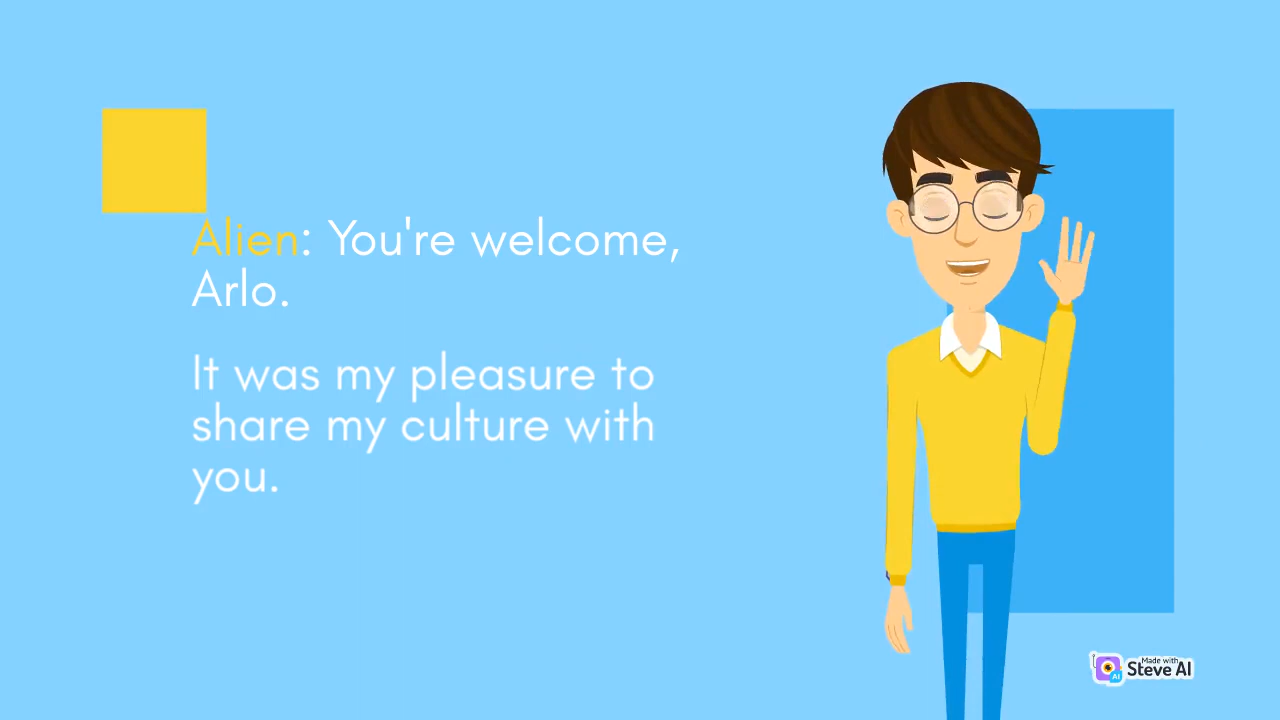 Alien: You're welcome,
Arlo.
It was my pleasure to
share my culture with
you.
Made with
Steve AI
AI